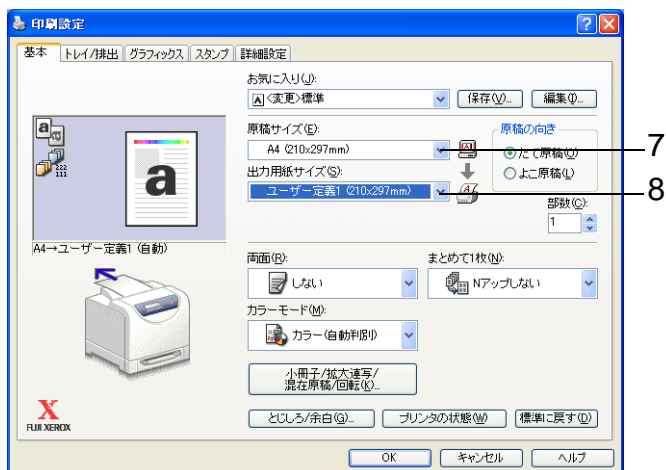 印刷設定
基本 トレイ/排出 グラフィックス スタンプ 詳細設定
お気に入り(J):
A <変更>標準 保存(V)... 編集(I)...
原稿サイズ(E):
A4 (210x297mm) 7
出力用紙サイズ(S):
ユーザー定義1 (210x297mm) 8
原稿の向き
たて原稿(U)
よこ原稿(L)
部数(C):
1
a
A4→ユーザー定義1 (自動)
両面(R):
しない
まとめて1枚(N):
Nアップしない
カラーモード(M):
カラー(自動判別)
小冊子/拡大連写/
混在原稿/回転(K)...
X
FUJI XEROX
とじしろ/余白(G)... プリンタの状態(W) 標準に戻す(D)
OK キャンセル ヘルプ